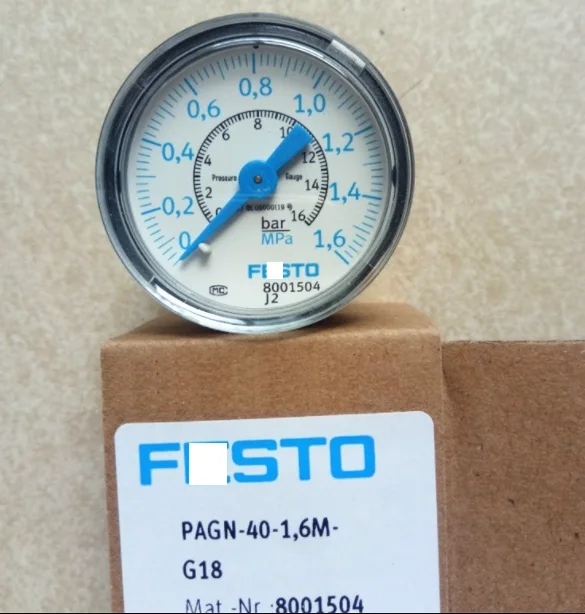 0,8
0,6 1,0
0,4 1,2
0,2 1,4
0 1,6
8
6 10
4 12
2 14
0 16
Pressure Gauge
bar
MPa
F STO
8001504
J2
MC
F STO
PAGN-40-1,6M-
G18
Mat.-Nr.:8001504